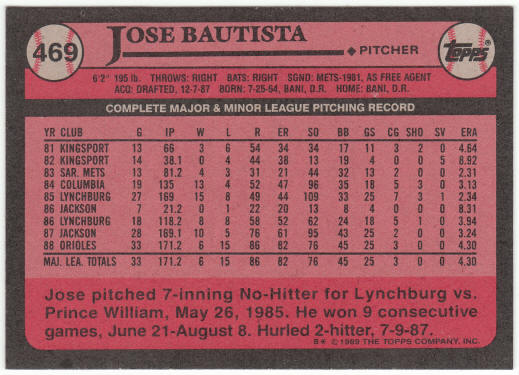 469
JOSE BAUTISTA
PITCHER
TOPPS
6'2" 195 lb. THROWS: RIGHT BATS: RIGHT SGND: METS-1981, AS FREE AGENT
ACQ: DRAFTED, 12-7-87 BORN: 7-25-54, BANI, D.R. HOME: BANI, D.R.
COMPLETE MAJOR & MINOR LEAGUE PITCHING RECORD
YR CLUB G IP W L R ER SO BB GS CG SHO SV ERA
81 KINGSPORT 13 66 3 6 54 34 34 17 11 3 2 0 4.64
82 KINGSPORT 14 38.1 0 4 44 38 13 19 4 0 0 5 8.92
83 SAR. METS 13 81.2 4 3 31 21 44 32 13 0 0 0 2.31
84 COLUMBIA 19 135 13 4 52 47 96 35 18 5 3 0 3.13
85 LYNCHBURG 27 169 15 8 49 44 109 33 25 7 3 1 2.34
86 JACKSON 7 21.2 0 1 22 20 13 8 4 0 0 0 8.31
86 LYNCHBURG 18 118.2 8 8 58 52 62 24 18 5 1 0 3.94
87 JACKSON 28 169.1 10 5 76 61 95 43 25 2 0 0 3.24
88 ORIOLES 33 171.2 6 15 86 82 76 45 25 3 0 0 4.30
MAJ. LEA. TOTALS 33 171.2 6 15 86 82 76 45 25 3 0 0 4.30
Jose pitched 7-inning No-Hitter for Lynchburg vs.
Prince William, May 26, 1985. He won 9 consecutive
games, June 21-August 8. Hurled 2-hitter, 7-9-87.
B* © 1989 THE TOPPS COMPANY, INC.